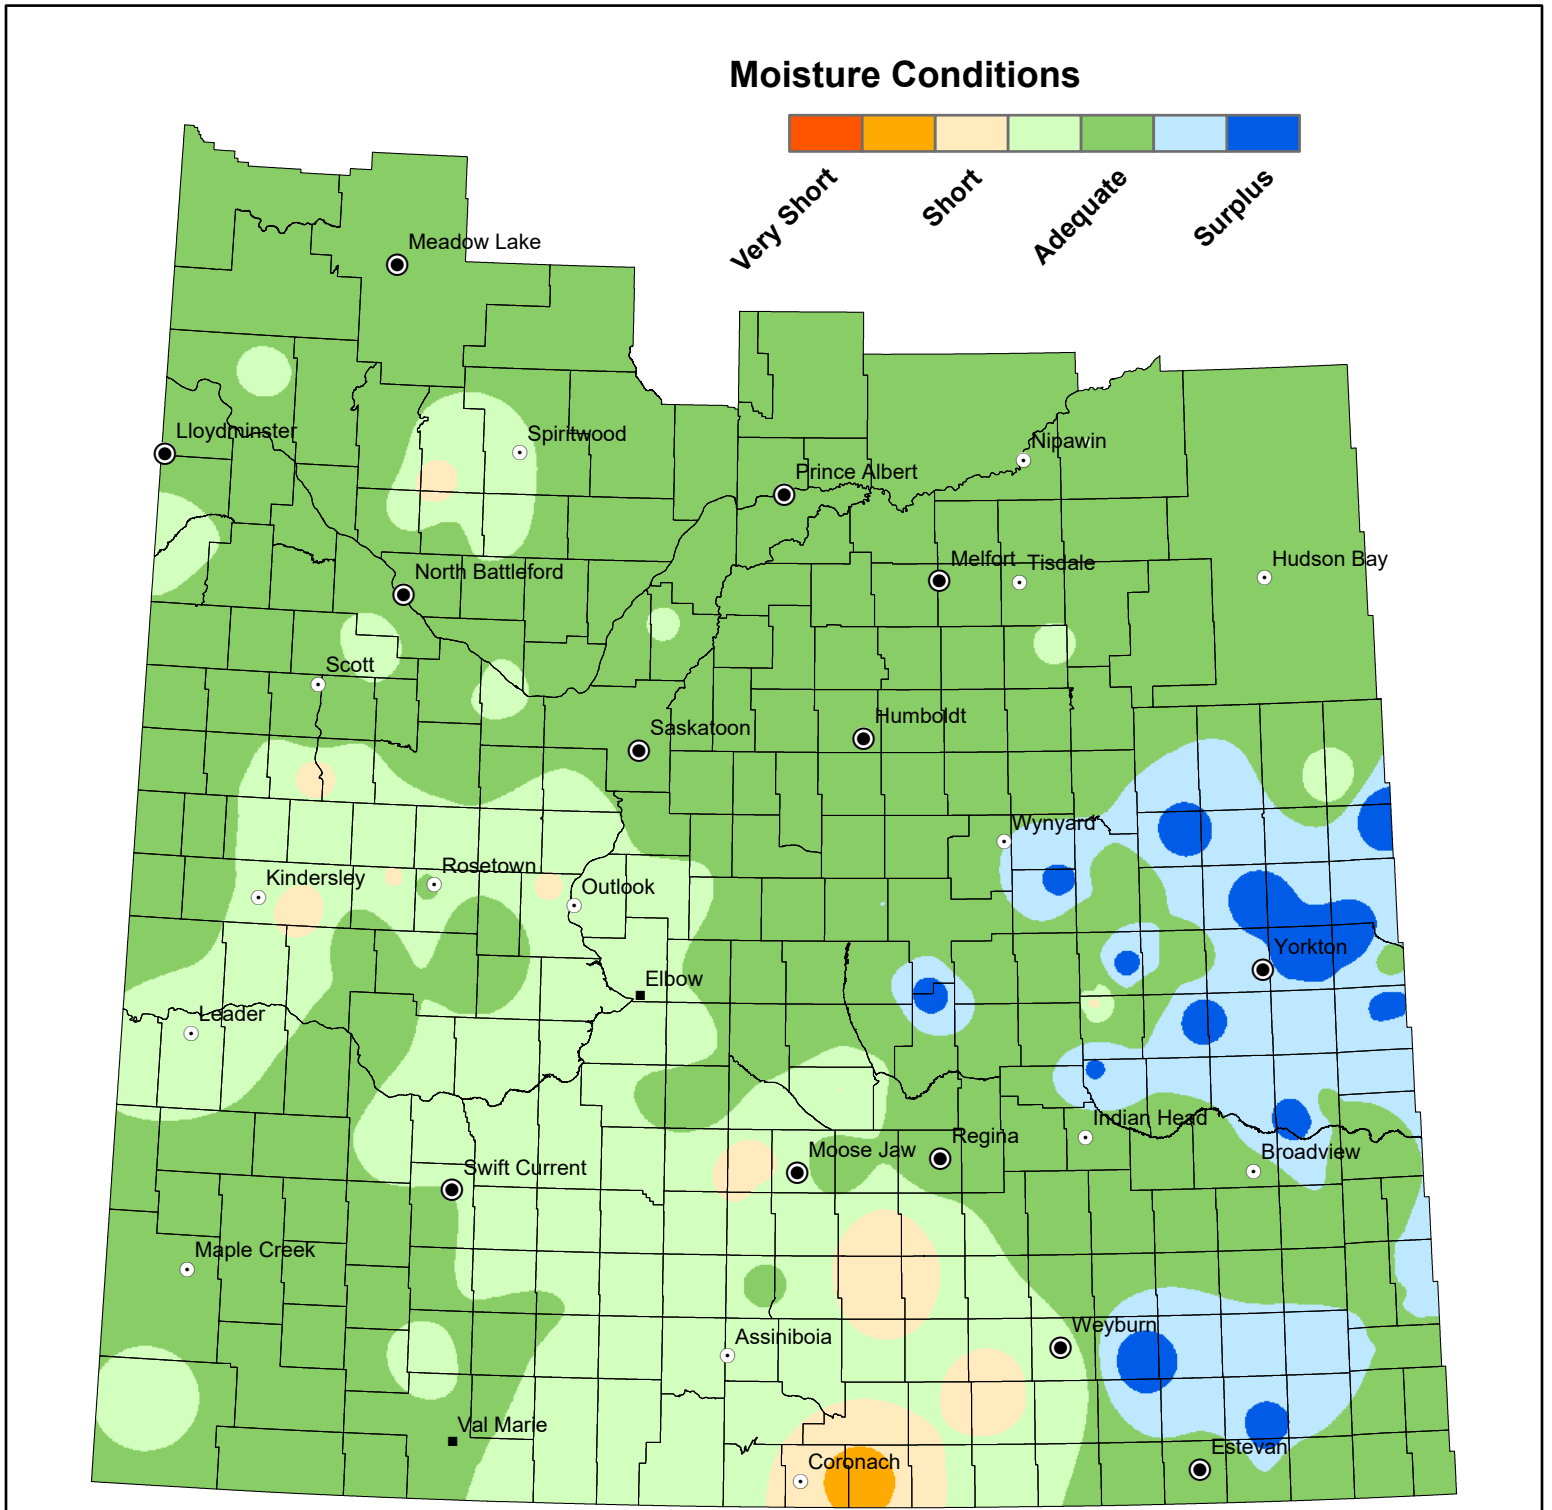 Moisture Conditions
Very Short
Short
Adequate
Surplus
Meadow Lake
Lloydminster
Spiritwood
Nipawin
Prince Albert
North Battleford
Melfort
Tisdale
Hudson Bay
Scott
Saskatoon
Humboldt
Wynyard
Rosetown
Kindersley
Outlook
Yorkton
Elbow
Leader
Indian Head
Regina
Moose Jaw
Broadview
Swift Current
Maple Creek
Weyburn
Assiniboia
Val Marie
Estevan
Coronach